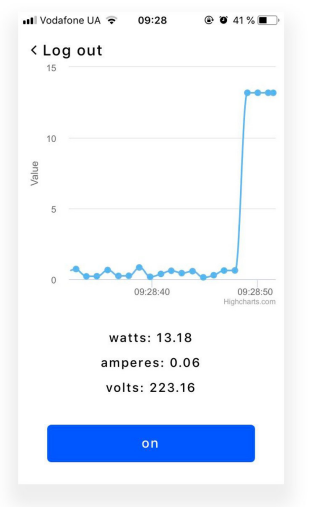 Vodafone UA 09:28 41 %
Log out
15
10
Value
5
0
09:28:40 09:28:50
Highcharts.com
watts: 13.18
amperes: 0.06
volts: 223.16
on